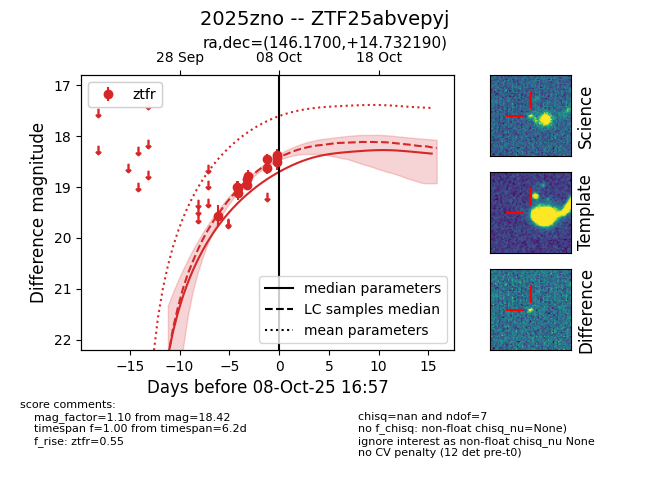 2025zno -- ZTF25abvepyj
ra,dec=(146.1700,+14.732190)
28 Sep 08 Oct 18 Oct
17
18
19
20
21
22
Difference magnitude
ztfr
median parameters
LC samples median
mean parameters
−15 −10 −5 0 5 10 15
Days before 08-Oct-25 16:57
Science
Template
Difference
score comments:
mag_factor=1.10 from mag=18.42
timespan f=1.00 from timespan=6.2d
f_rise: ztfr=0.55
chisq=nan and ndof=7
no f_chisq: non-float chisq_nu=None)
ignore interest as non-float chisq_nu None
no CV penalty (12 det pre-t0)